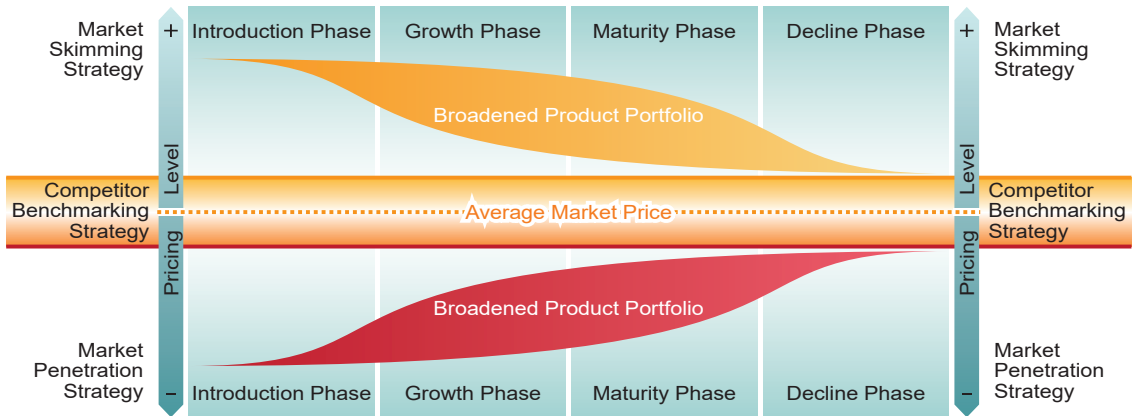 Market
Skimming
Strategy
+
Introduction Phase
Growth Phase
Maturity Phase
Decline Phase
+
Market
Skimming
Strategy
Broadened Product Portfolio
Competitor
Benchmarking
Strategy
Pricing Level
Average Market Price
Pricing Level
Competitor
Benchmarking
Strategy
Broadened Product Portfolio
Market
Penetration
Strategy
-
Introduction Phase
Growth Phase
Maturity Phase
Decline Phase
-
Market
Penetration
Strategy